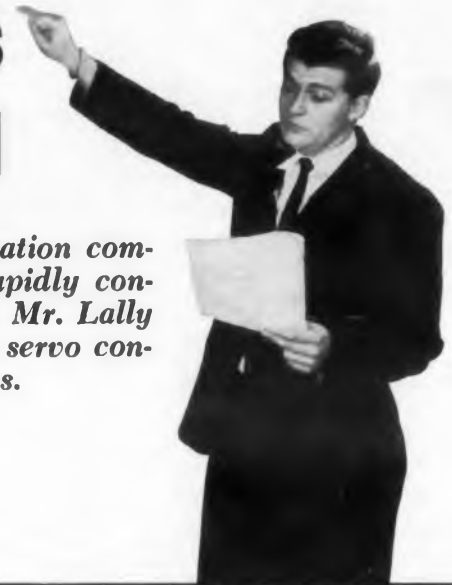 S
ation com-
apidly con-
Mr. Lally
servo con-
s.